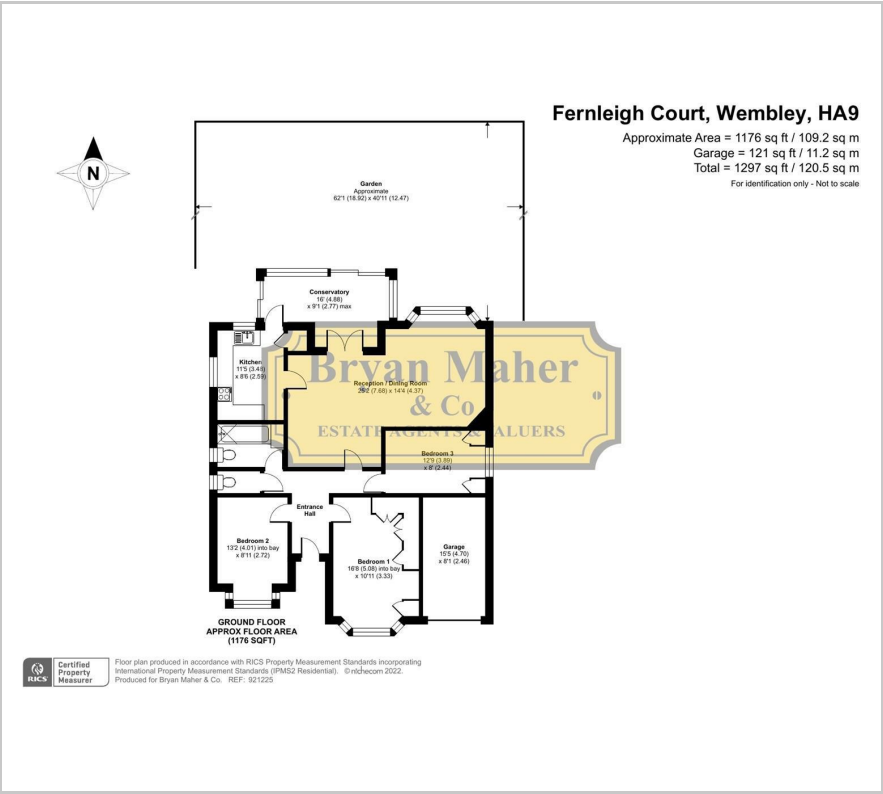 Fernleigh Court, Wembley, HA9
Approximate Area = 1176 sq ft / 109.2 sq m
Garage = 121 sq ft / 11.2 sq m
Total = 1297 sq ft / 120.5 sq m
For identification only - Not to scale
N
Garden
Approximate
62'1 (18.92) x 40'11 (12.47)
Conservatory
16' (4.88)
x 9'1 (2.77) max
Kitchen
11'5 (3.48)
x 8'6 (2.59)
Bryan Maher
Reception / Dining Room
25'2 (7.68) x 14'4 (4.37)
& Co
ESTATE AGENTS & VALUERS
Bedroom 3
12'9 (3.89)
x 8' (2.44)
Entrance
Hall
Bedroom 2
13'2 (4.01) into bay
x 8'11 (2.72)
Bedroom 1
16'8 (5.08) into bay
x 10'11 (3.33)
Garage
15'5 (4.70)
x 8'1 (2.46)
GROUND FLOOR
APPROX FLOOR AREA
(1176 SQFT)
RICS
Certified
Property
Measurer
Floor plan produced in accordance with RICS Property Measurement Standards incorporating
International Property Measurement Standards (IPMS2 Residential). © nichecom 2022.
Produced for Bryan Maher & Co. REF: 921225